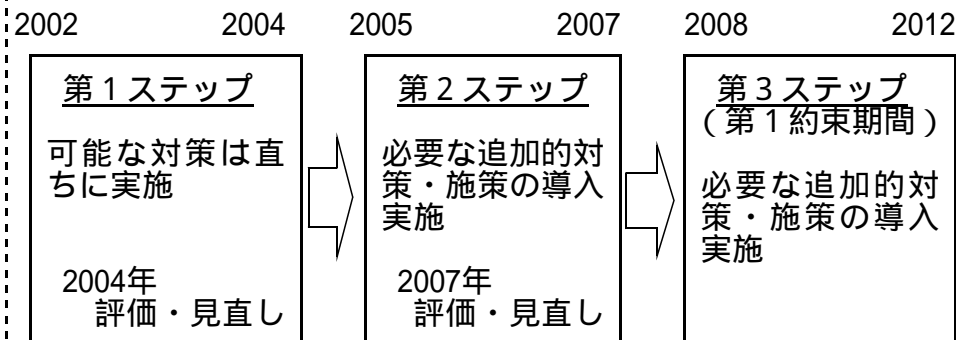 2002 2004 2005 2007 2008 2012
第１ステップ
可能な対策は直
ちに実施
2004年
評価・見直し
第２ステップ
必要な追加的対
策・施策の導入
実施
2007年
評価・見直し
第３ステップ
（第１約束期間）
必要な追加的対
策・施策の導入
実施